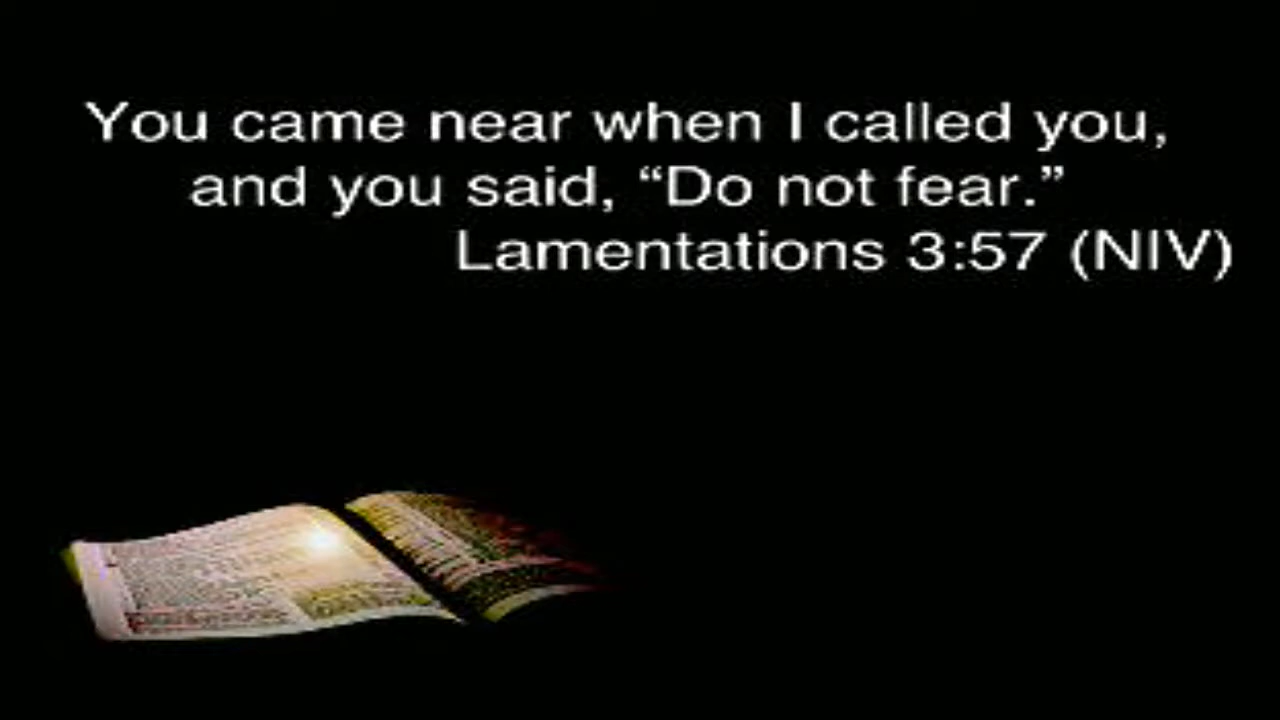 You came near when I called you,
and you said, “Do not fear.”
Lamentations 3:57 (NIV)